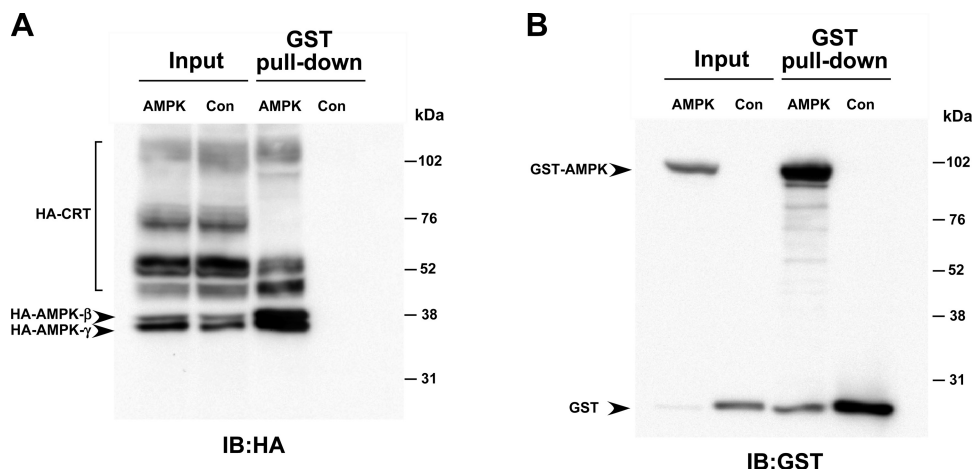 A
GST
Input pull-down
AMPK Con AMPK Con
kDa
102
HA-CRT
76
52
HA-AMPK-β
38
HA-AMPK-γ
31
IB:HA
B
GST
Input pull-down
AMPK Con AMPK Con
kDa
GST-AMPK
102
76
52
38
31
GST
IB:GST